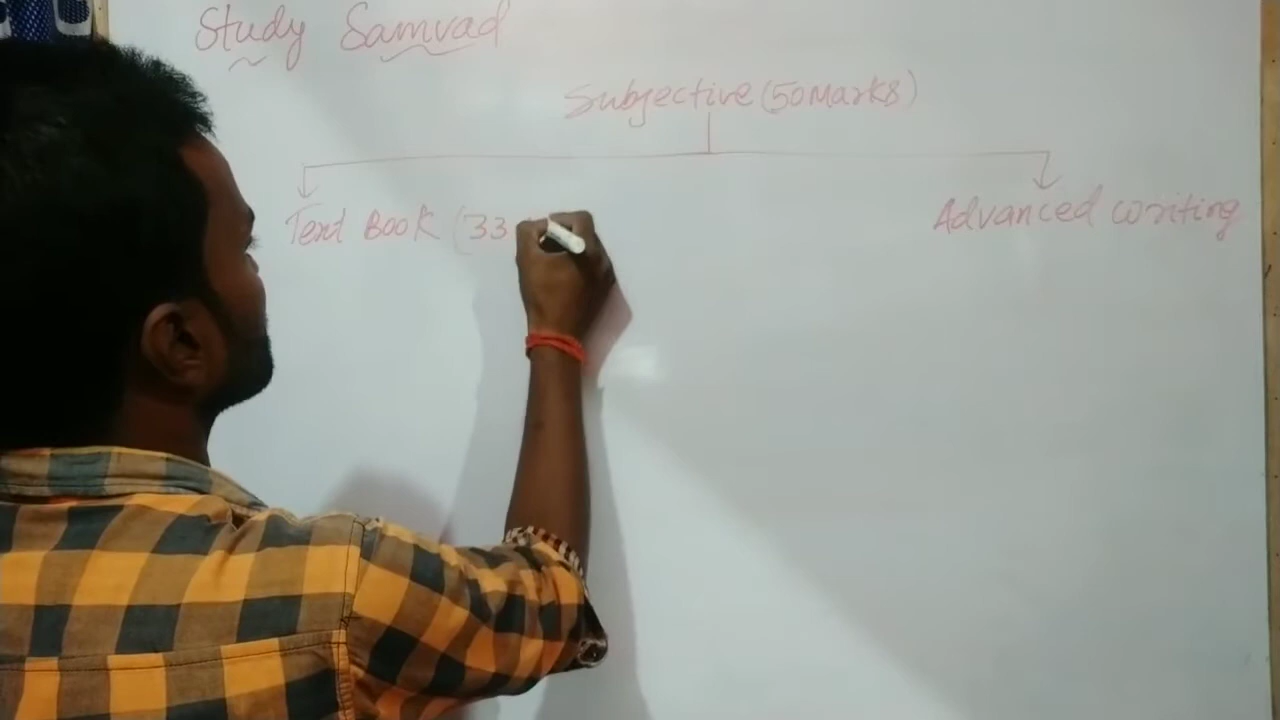 Study Samvad
Subjective (50 Marks)
Text Book (33
Advanced writing